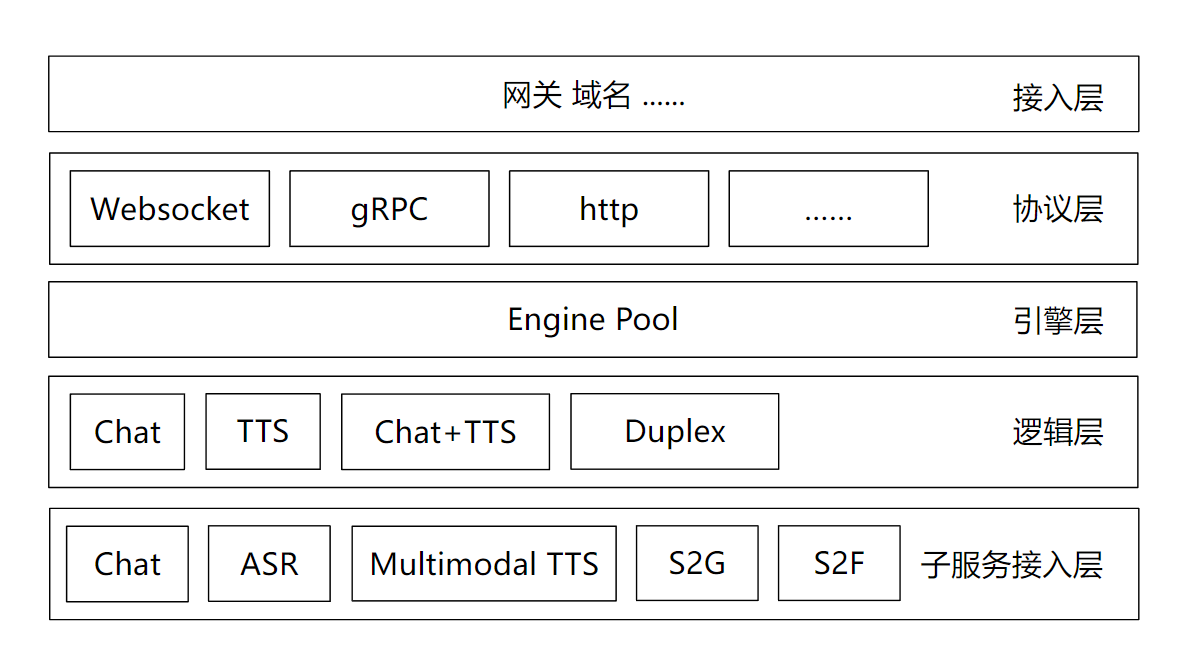 网关 域名 ...... 接入层
Websocket gRPC http ...... 协议层
Engine Pool 引擎层
Chat TTS Chat+TTS Duplex 逻辑层
Chat ASR Multimodal TTS S2G S2F 子服务接入层